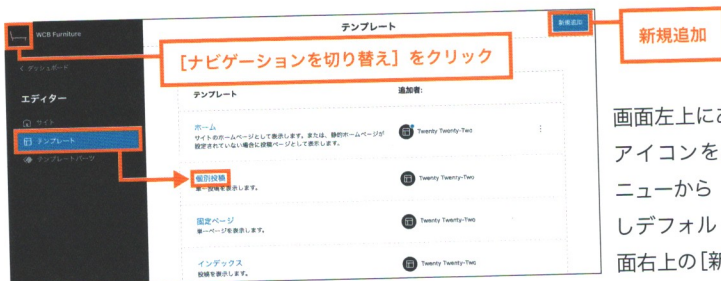 WCB Furniture
テンプレート
新規追加
新規追加
[ナビゲーションを切り替え]をクリック
ダッシュボード
エディター
サイト
テンプレート
テンプレートパーツ
テンプレート
追加者:
ホーム
サイトのホームページとして表示します。または、静的ホームページが
設定されていない場合に投稿ページとして表示します。
Twenty Twenty-Two
個別投稿
単一投稿を表示します。
Twenty Twenty-Two
固定ページ
単一ページを表示します。
Twenty Twenty-Two
インデックス
投稿を表示します。
Twenty Twenty-Two
画面左上に
アイコンを
ニューから
しデフォル
面右上の[新